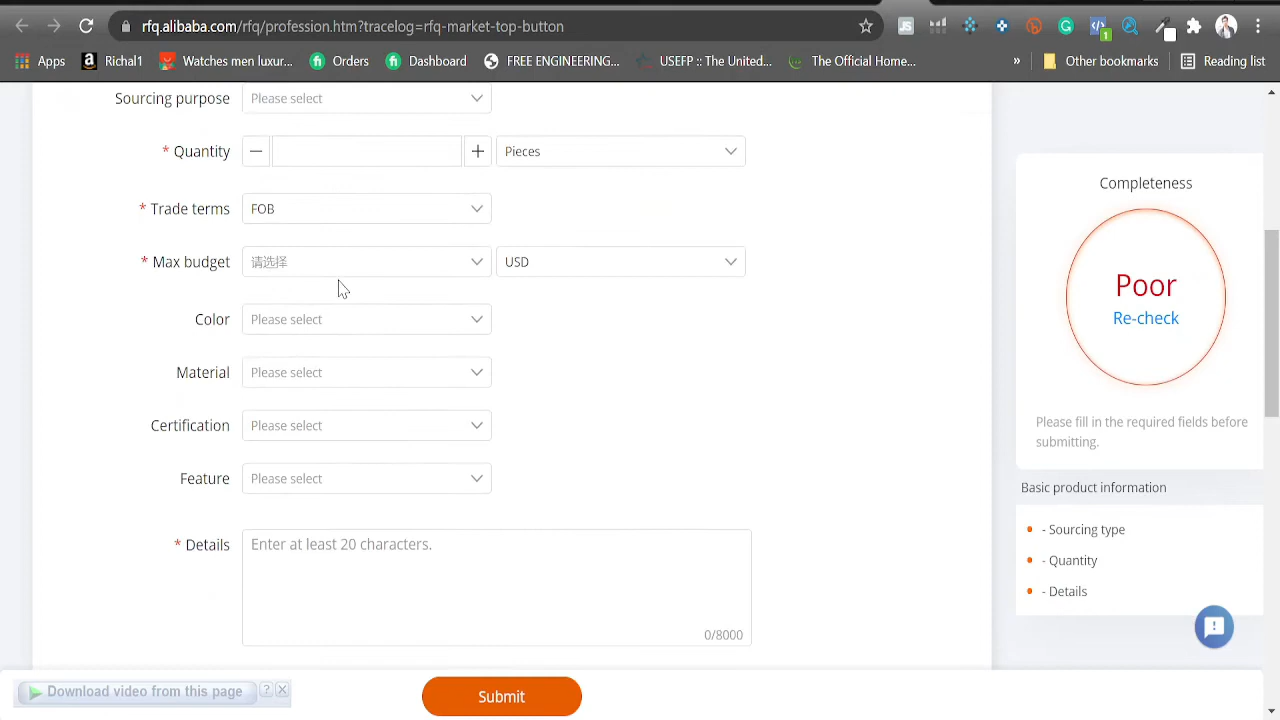 rfq.alibaba.com/rfq/profession.htm?tracelog=rfq-market-top-button
Apps Richal1 Watches men luxur... Orders Dashboard FREE ENGINEERING... USEFP :: The United... The Official Home... » Other bookmarks Reading list
Sourcing purpose Please select
* Quantity Pieces
* Trade terms FOB
* Max budget 请选择 USD
Color Please select
Material Please select
Certification Please select
Feature Please select
* Details Enter at least 20 characters.
0/8000
Submit
Download video from this page ? X
Completeness
Poor
Re-check
Please fill in the required fields before
submitting.
Basic product information
- Sourcing type
- Quantity
- Details